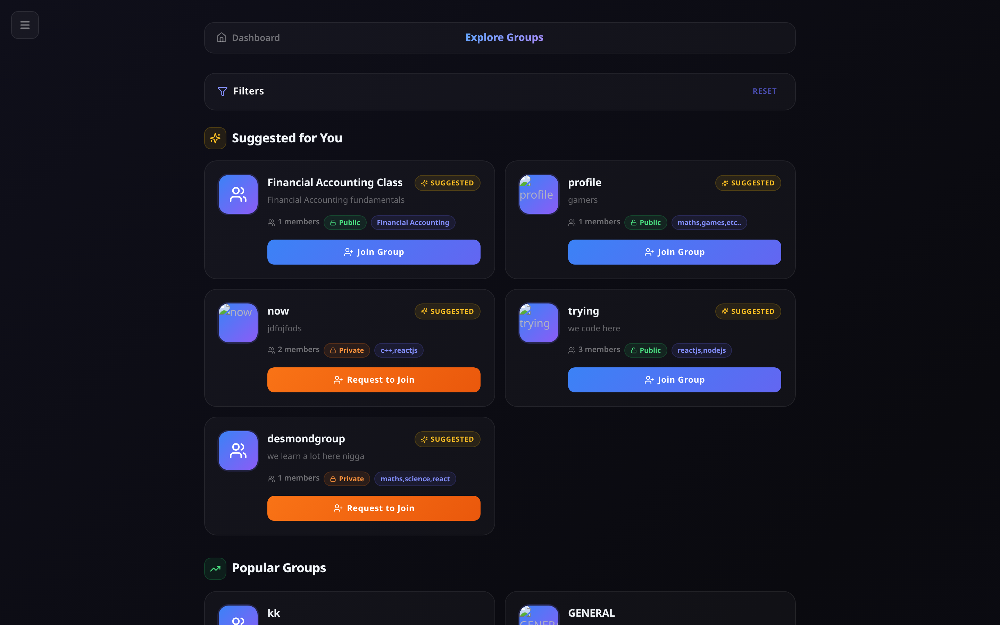 Dashboard
Explore Groups
Filters
RESET
Suggested for You
Financial Accounting Class
SUGGESTED
Financial Accounting fundamentals
1 members
Public
Financial Accounting
Join Group
profile
profile
SUGGESTED
gamers
1 members
Public
maths,games,etc..
Join Group
now
now
SUGGESTED
jdfojfods
2 members
Private
c++,reactjs
Request to Join
trying
trying
SUGGESTED
we code here
3 members
Public
reactjs,nodejs
Join Group
desmondgroup
SUGGESTED
we learn a lot here nigga
1 members
Private
maths,science,react
Request to Join
Popular Groups
kk
GENERAL